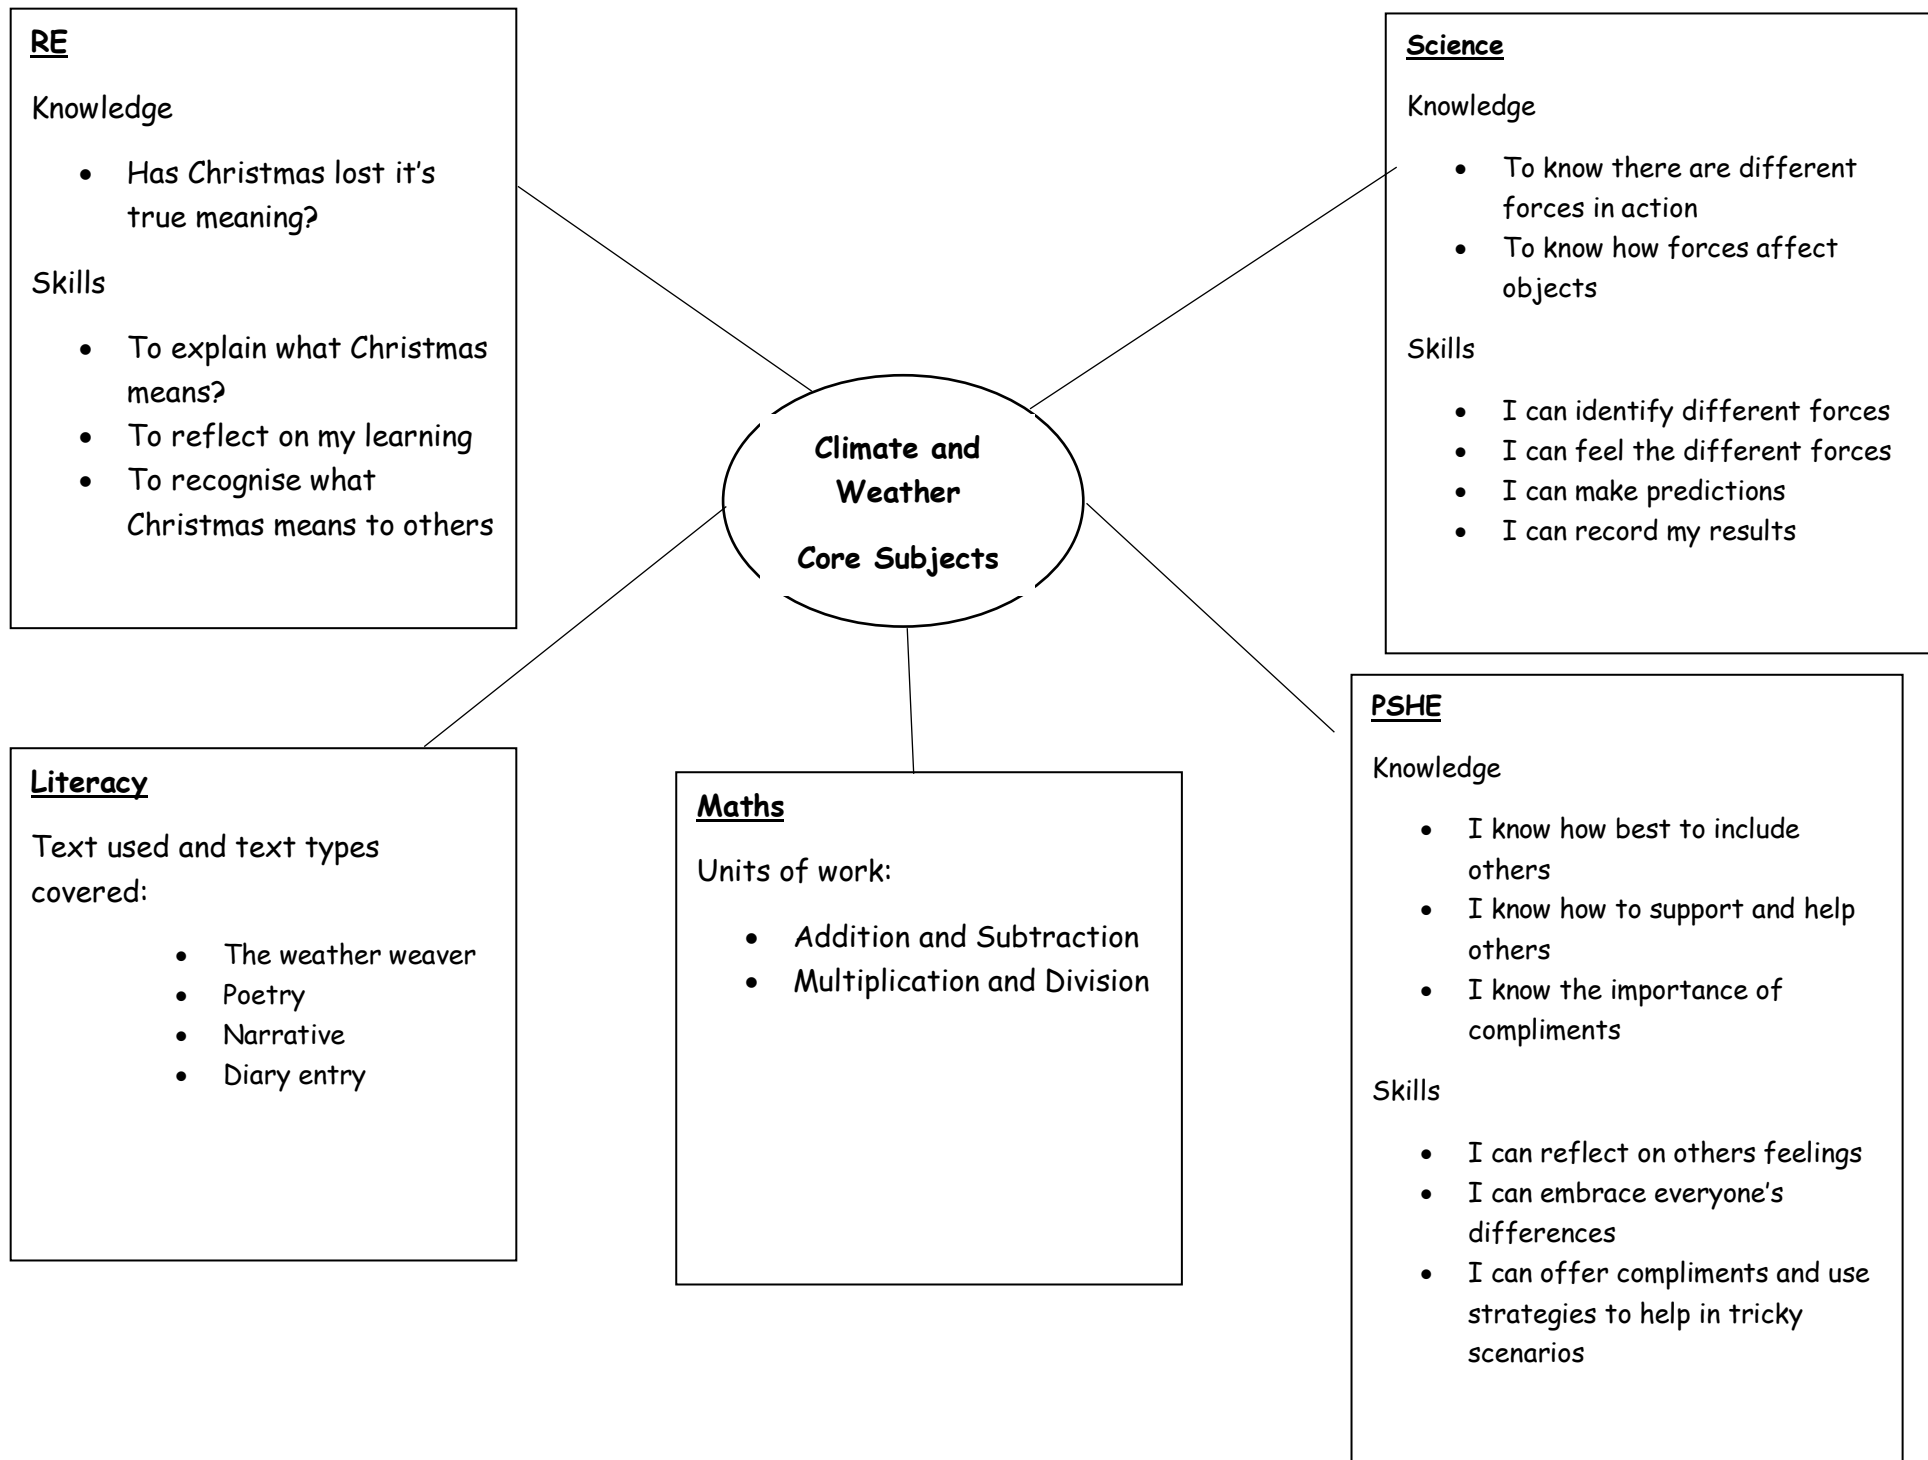 RE
Knowledge
• Has Christmas lost it's
true meaning?
Skills
• To explain what Christmas
means?
• To reflect on my learning
• To recognise what
Christmas means to others
Science
Knowledge
• To know there are different
forces in action
• To know how forces affect
objects
Skills
• I can identify different forces
• I can feel the different forces
• I can make predictions
• I can record my results
Climate and
Weather
Core Subjects
Literacy
Text used and text types
covered:
• The weather weaver
• Poetry
• Narrative
• Diary entry
Maths
Units of work:
• Addition and Subtraction
• Multiplication and Division
PSHE
Knowledge
• I know how best to include
others
• I know how to support and help
others
• I know the importance of
compliments
Skills
• I can reflect on others feelings
• I can embrace everyone's
differences
• I can offer compliments and use
strategies to help in tricky
scenarios